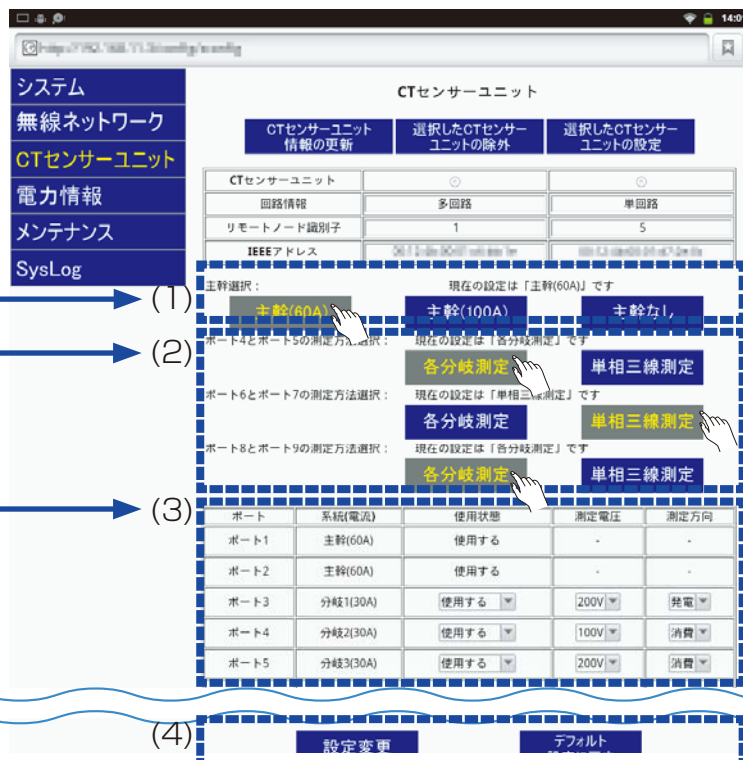 14:0
CTセンサーユニット
システム
無線ネットワーク
CTセンサーユニット
電力情報
メンテナンス
SysLog
CTセンサーユニット 情報の更新
選択したCTセンサー ユニットの除外
選択したCTセンサー ユニットの設定
CTセンサーユニット
回路情報 多回路 単回路
リモートノード識別子 1 5
IEEEアドレス
(1)
主幹選択： 現在の設定は「主幹(60A)」です
主幹(60A) 主幹(100A) 主幹なし
(2)
ポート4とポート5の測定方法選択： 現在の設定は「各分岐測定」です
各分岐測定 単相三線測定
ポート6とポート7の測定方法選択： 現在の設定は「単相三線測定」です
各分岐測定 単相三線測定
ポート8とポート9の測定方法選択： 現在の設定は「各分岐測定」です
各分岐測定 単相三線測定
(3)
ポート 系統(電流) 使用状態 測定電圧 測定方向
ポート1 主幹(60A) 使用する - -
ポート2 主幹(60A) 使用する - -
ポート3 分岐1(30A) 使用する 200V 発電
ポート4 分岐2(30A) 使用する 100V 消費
ポート5 分岐3(30A) 使用する 200V 消費
(4)
設定変更
デフォルト